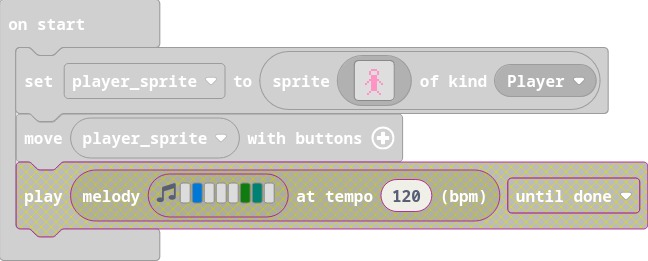 on start
set player_sprite to sprite of kind Player
move player_sprite with buttons
play melody at tempo 120 (bpm) until done